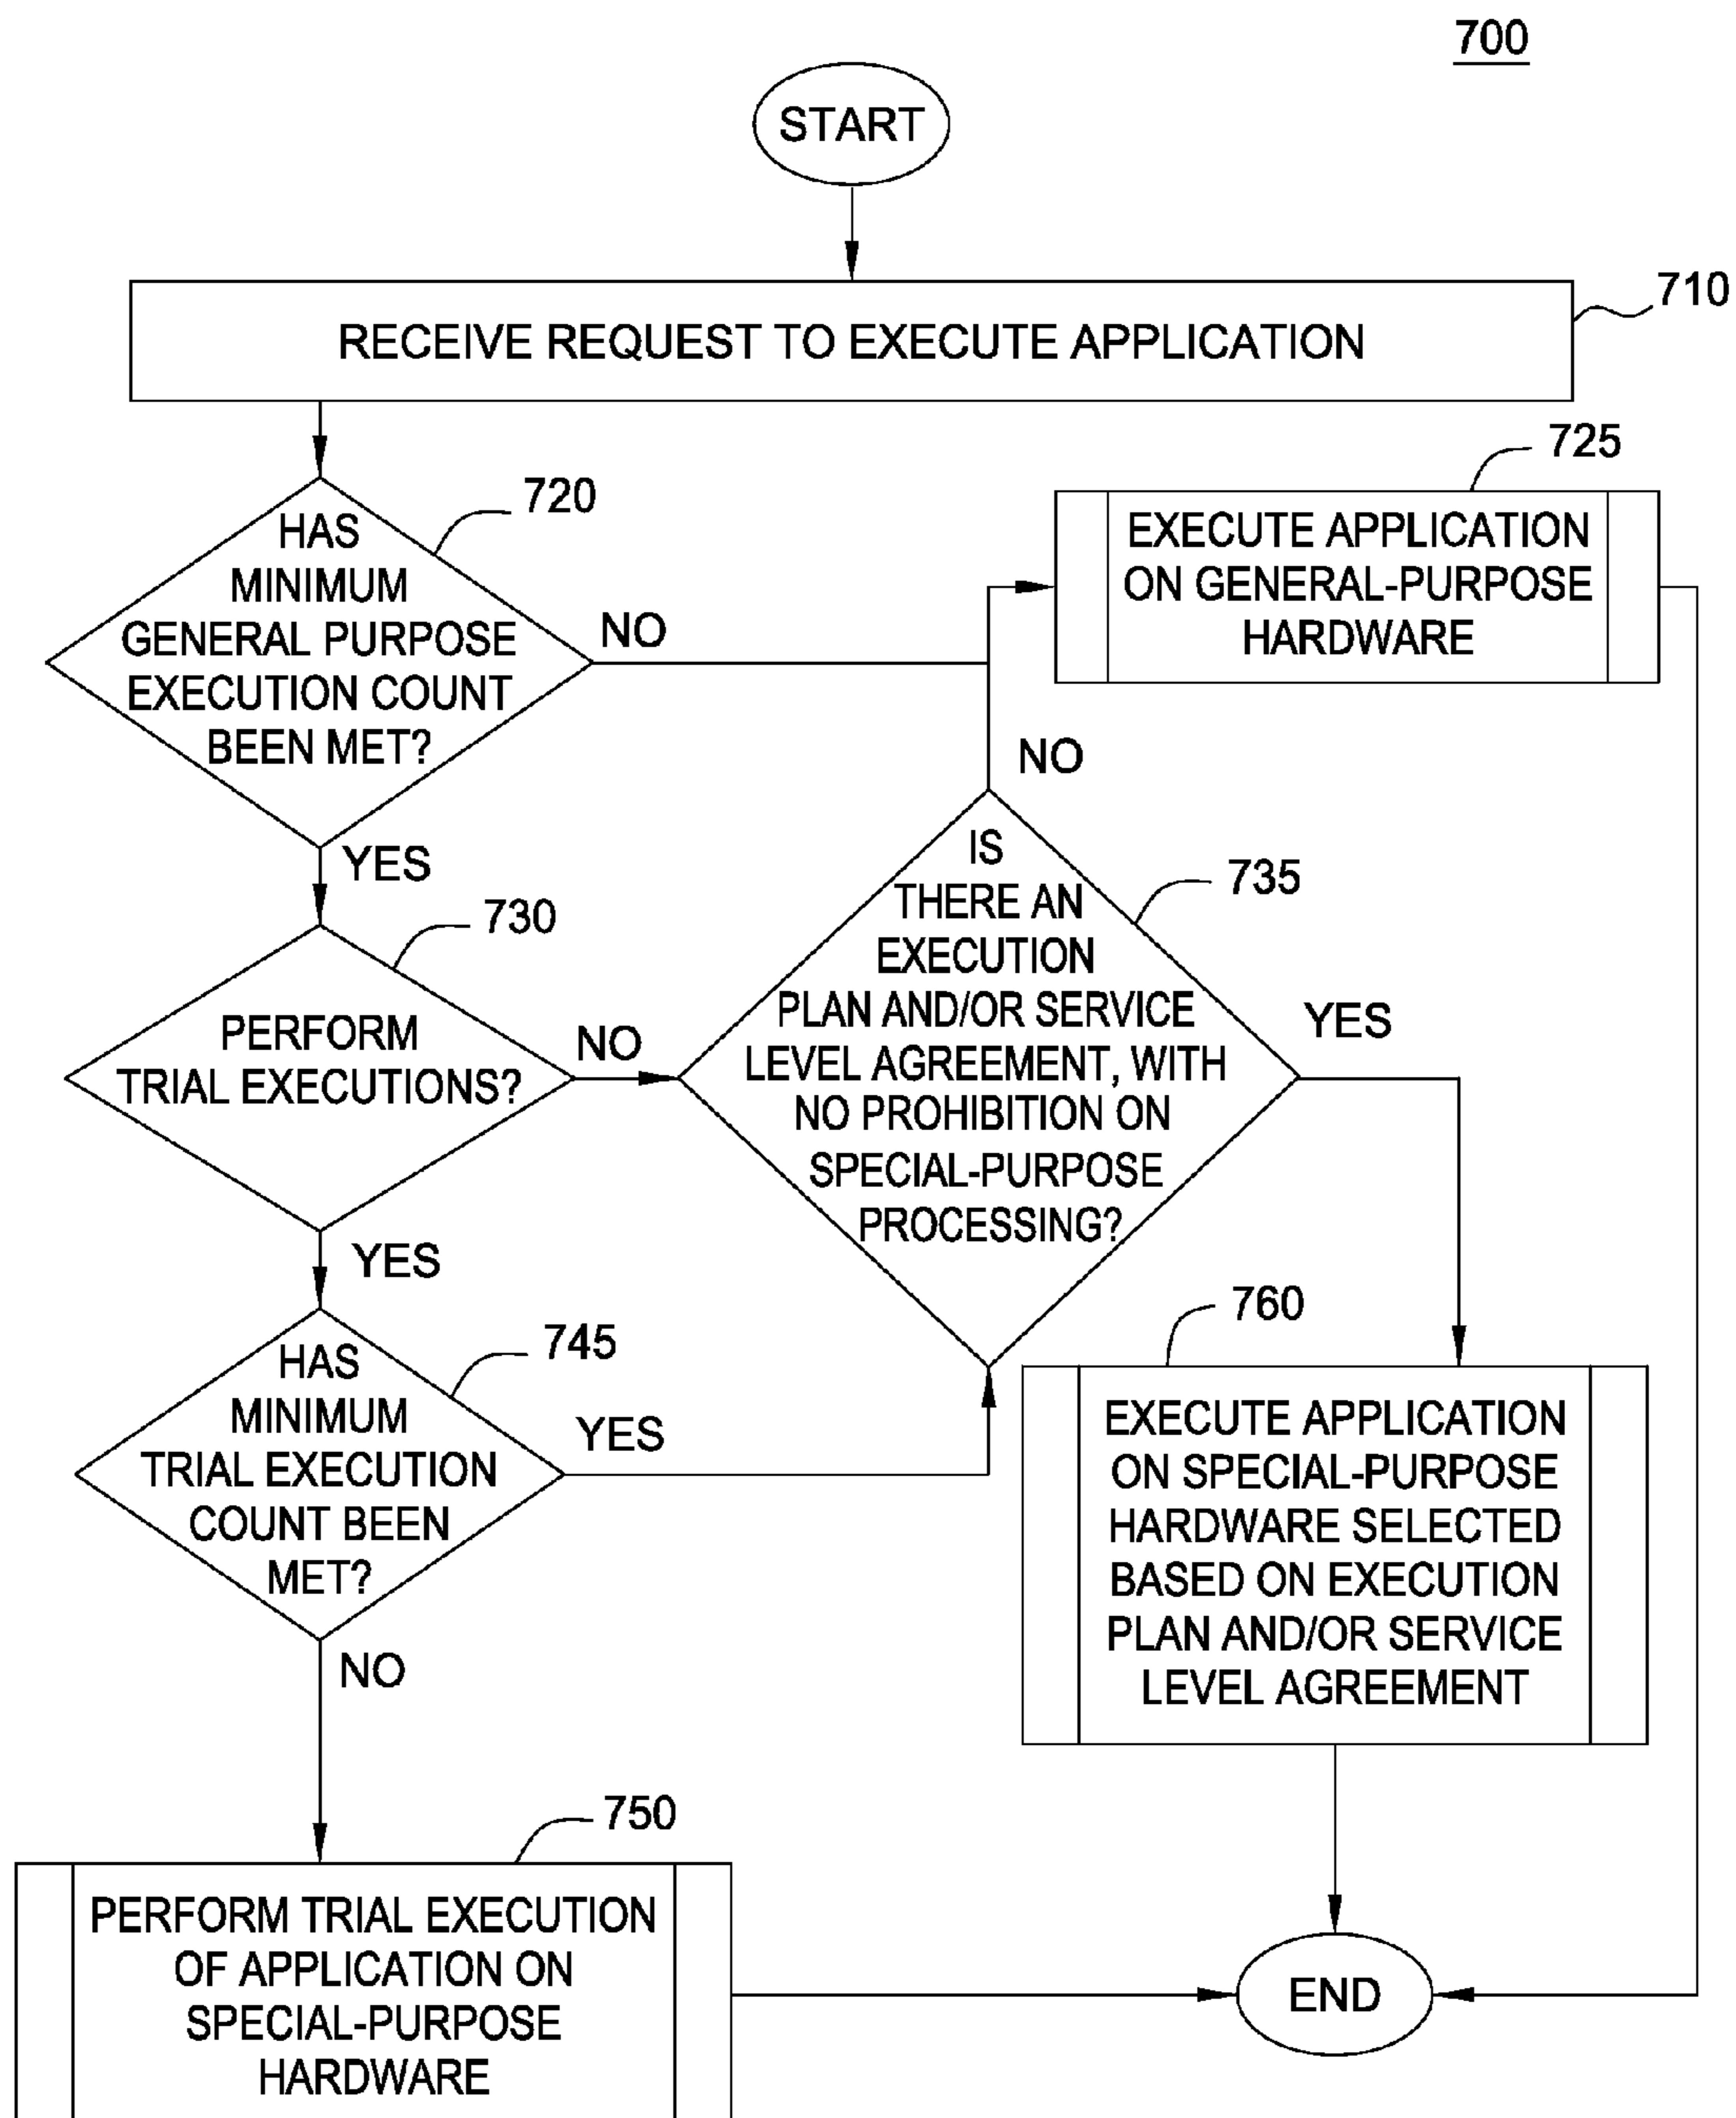 700
START
RECEIVE REQUEST TO EXECUTE APPLICATION
710
HAS
MINIMUM
GENERAL PURPOSE
EXECUTION COUNT
BEEN MET?
720
NO
YES
EXECUTE APPLICATION
ON GENERAL-PURPOSE
HARDWARE
725
PERFORM
TRIAL EXECUTIONS?
730
NO
YES
IS
THERE AN
EXECUTION
PLAN AND/OR SERVICE
LEVEL AGREEMENT, WITH
NO PROHIBITION ON
SPECIAL-PURPOSE
PROCESSING?
735
NO
YES
HAS
MINIMUM
TRIAL EXECUTION
COUNT BEEN
MET?
745
YES
NO
760
EXECUTE APPLICATION
ON SPECIAL-PURPOSE
HARDWARE SELECTED
BASED ON EXECUTION
PLAN AND/OR SERVICE
LEVEL AGREEMENT
750
PERFORM TRIAL EXECUTION
OF APPLICATION ON
SPECIAL-PURPOSE
HARDWARE
END